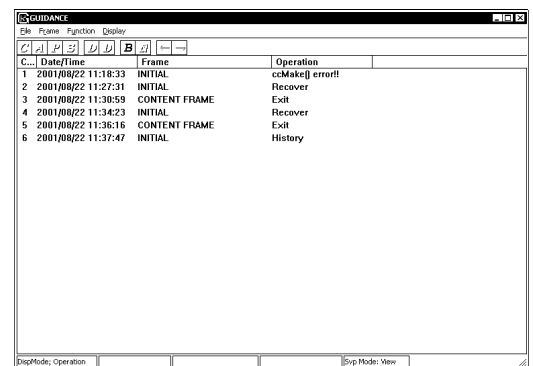 GUIDANCE
File Frame Function Display
C A P S D D B A
C... Date/Time Frame Operation
1 2001/08/22 11:18:33 INITIAL ccMake() error!!
2 2001/08/22 11:27:31 INITIAL Recover
3 2001/08/22 11:30:59 CONTENT FRAME Exit
4 2001/08/22 11:34:23 INITIAL Recover
5 2001/08/22 11:36:16 CONTENT FRAME Exit
6 2001/08/22 11:37:47 INITIAL History
DispMode; Operation Svp Mode: View